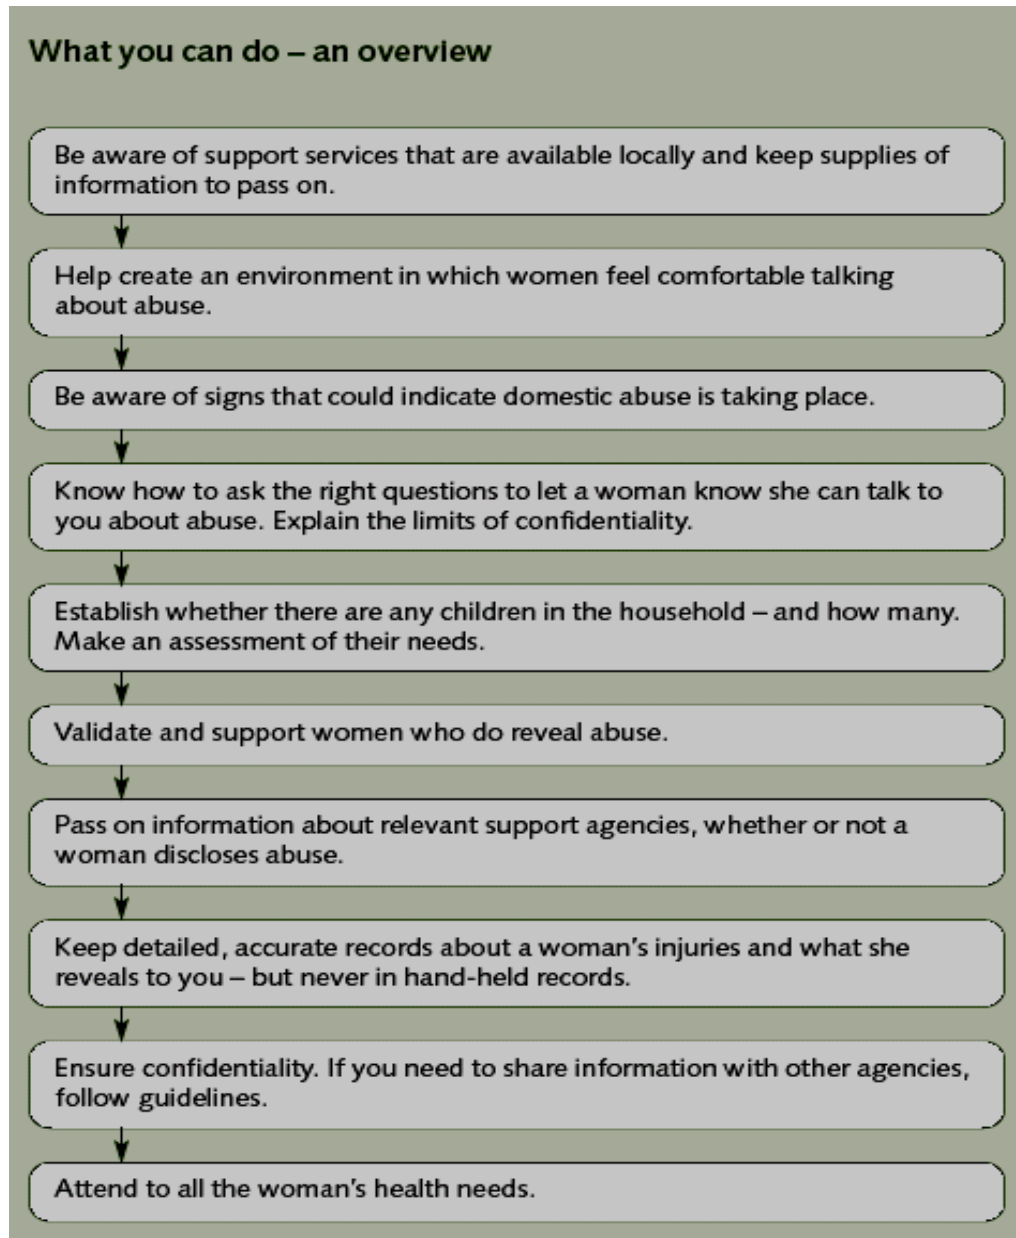 What you can do – an overview
Be aware of support services that are available locally and keep supplies of
information to pass on.
Help create an environment in which women feel comfortable talking
about abuse.
Be aware of signs that could indicate domestic abuse is taking place.
Know how to ask the right questions to let a woman know she can talk to
you about abuse. Explain the limits of confidentiality.
Establish whether there are any children in the household – and how many.
Make an assessment of their needs.
Validate and support women who do reveal abuse.
Pass on information about relevant support agencies, whether or not a
woman discloses abuse.
Keep detailed, accurate records about a woman's injuries and what she
reveals to you – but never in hand-held records.
Ensure confidentiality. If you need to share information with other agencies,
follow guidelines.
Attend to all the woman's health needs.